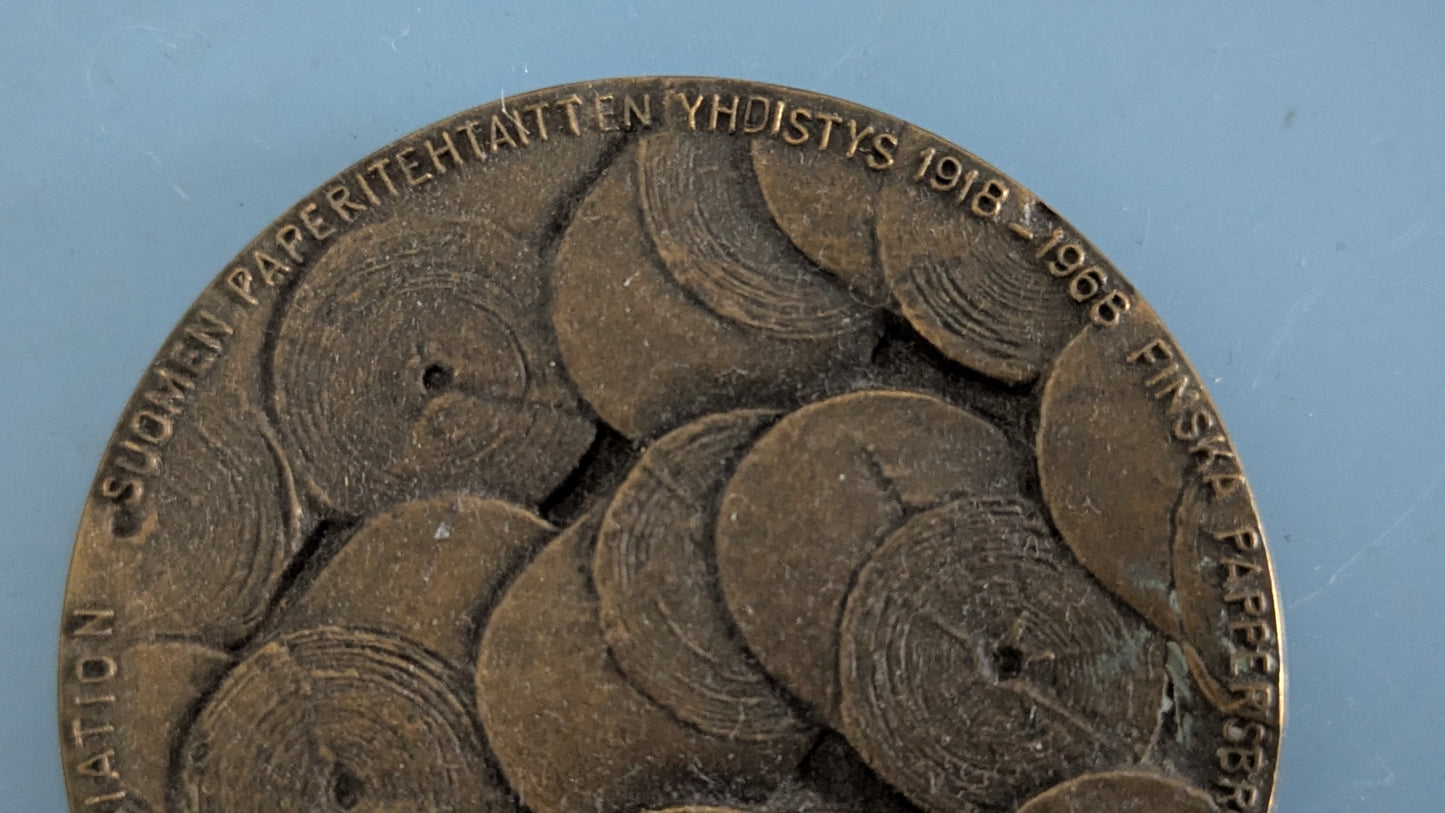 SUOMEN PAPERITEHTAITTEN YHDISTYS 1918-1968 FINSKA PAPPERSBR
IATION